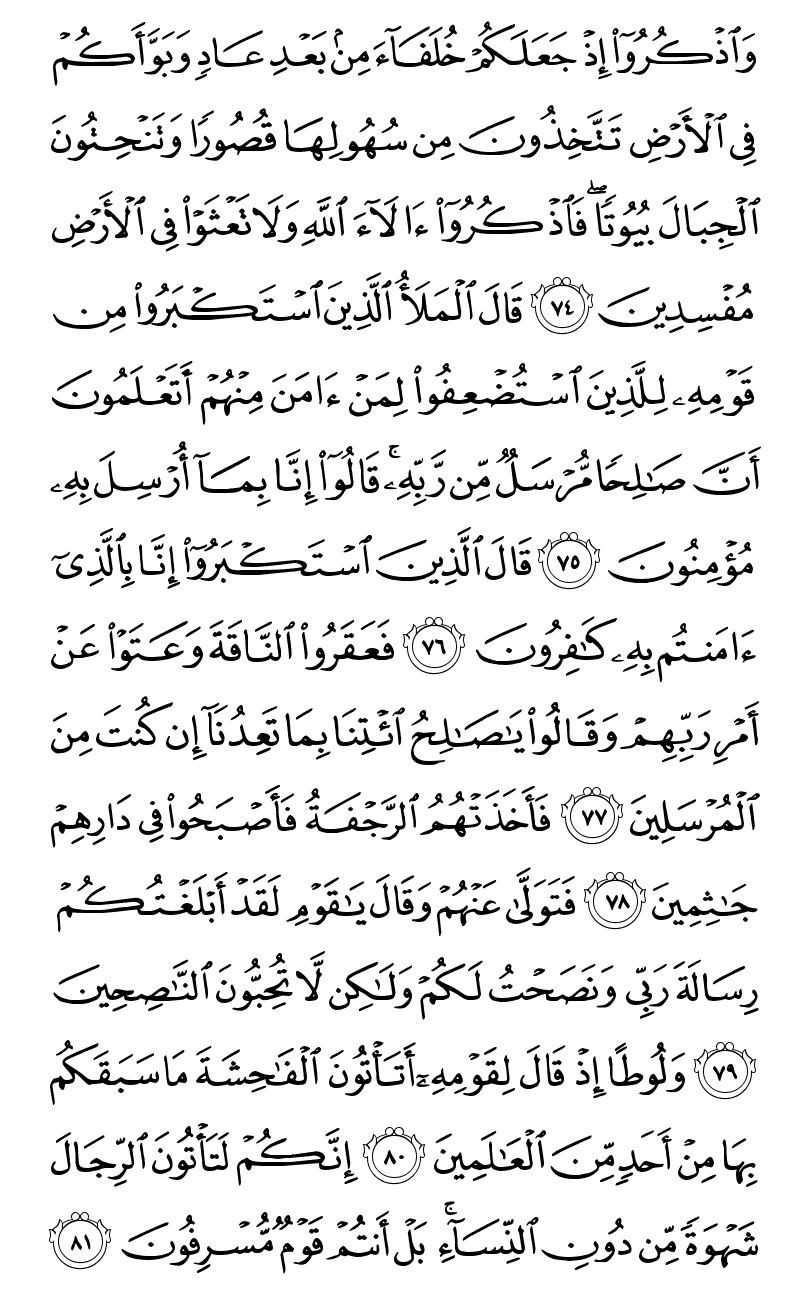 وَٱذۡكُرُوٓاْ إِذۡ جَعَلَكُمۡ خُلَفَآءَ مِنۢ بَعۡدِ عَادٖ وَبَوَّأَكُمۡ
فِي ٱلۡأَرۡضِ تَتَّخِذُونَ مِن سُهُولِهَا قُصُورٗا وَتَنۡحِتُونَ
ٱلۡجِبَالَ بُيُوتٗاۖ فَٱذۡكُرُوٓاْ ءَالَآءَ ٱللَّهِ وَلَا تَعۡثَوۡاْ فِي ٱلۡأَرۡضِ
مُفۡسِدِينَ ٧٤ قَالَ ٱلۡمَلَأُ ٱلَّذِينَ ٱسۡتَكۡبَرُواْ مِن
قَوۡمِهِۦ لِلَّذِينَ ٱسۡتُضۡعِفُواْ لِمَنۡ ءَامَنَ مِنۡهُمۡ أَتَعۡلَمُونَ
أَنَّ صَٰلِحٗا مُّرۡسَلٞ مِّن رَّبِّهِۦۚ قَالُوٓاْ إِنَّا بِمَآ أُرۡسِلَ بِهِۦ
مُؤۡمِنُونَ ٧٥ قَالَ ٱلَّذِينَ ٱسۡتَكۡبَرُوٓاْ إِنَّا بِٱلَّذِيٓ
ءَامَنتُم بِهِۦ كَٰفِرُونَ ٧٦ فَعَقَرُواْ ٱلنَّاقَةَ وَعَتَوۡاْ عَنۡ
أَمۡرِ رَبِّهِمۡ وَقَالُواْ يَٰصَٰلِحُ ٱئۡتِنَا بِمَا تَعِدُنَآ إِن كُنتَ مِنَ
ٱلۡمُرۡسَلِينَ ٧٧ فَأَخَذَتۡهُمُ ٱلرَّجۡفَةُ فَأَصۡبَحُواْ فِي دَارِهِمۡ
جَٰثِمِينَ ٧٨ فَتَوَلَّىٰ عَنۡهُمۡ وَقَالَ يَٰقَوۡمِ لَقَدۡ أَبۡلَغۡتُكُمۡ
رِسَالَةَ رَبِّي وَنَصَحۡتُ لَكُمۡ وَلَٰكِن لَّا تُحِبُّونَ ٱلنَّٰصِحِينَ
٧٩ وَلُوطًا إِذۡ قَالَ لِقَوۡمِهِۦٓ أَتَأۡتُونَ ٱلۡفَٰحِشَةَ مَا سَبَقَكُم
بِهَا مِنۡ أَحَدٖ مِّنَ ٱلۡعَٰلَمِينَ ٨٠ إِنَّكُمۡ لَتَأۡتُونَ ٱلرِّجَالَ
شَهۡوَةٗ مِّن دُونِ ٱلنِّسَآءِۚ بَلۡ أَنتُمۡ قَوۡمٞ مُّسۡرِفُونَ ٨١